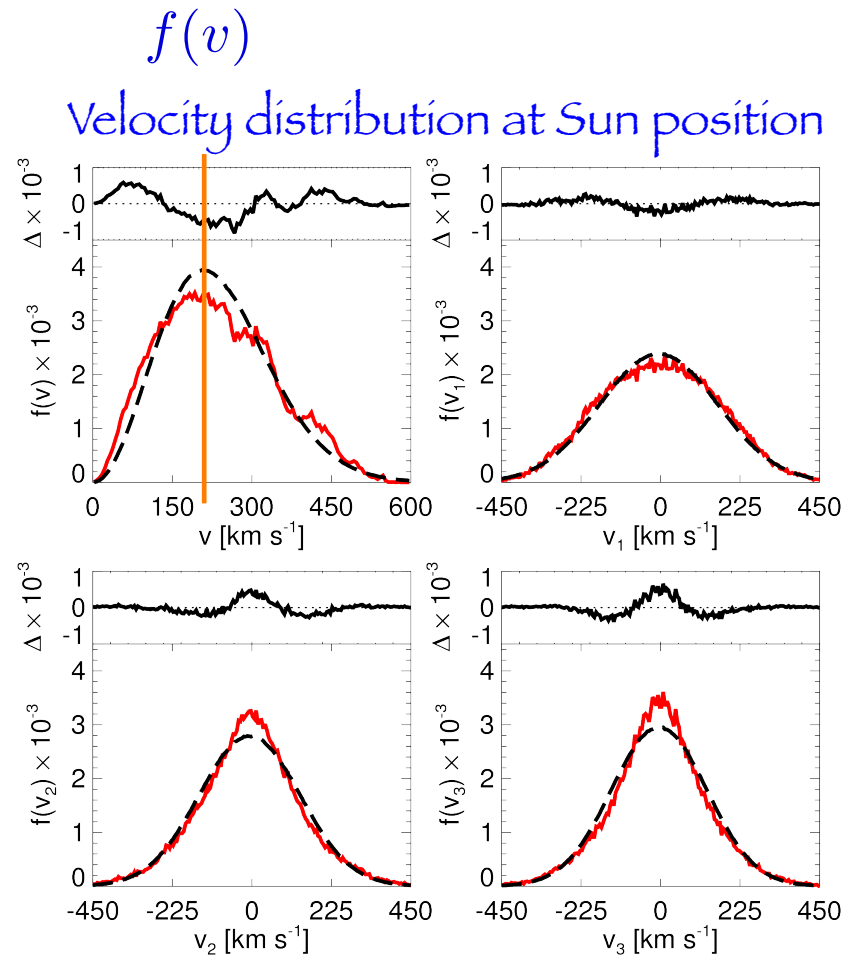 f(v)
Velocity distribution at Sun position
Δ × 10⁻³
1
0
-1
f(v) × 10⁻³
4
3
2
1
0
0 150 300 450 600
v [km s⁻¹]
Δ × 10⁻³
1
0
-1
f(v₁) × 10⁻³
4
3
2
1
0
-450 -225 0 225 450
v₁ [km s⁻¹]
Δ × 10⁻³
1
0
-1
f(v₂) × 10⁻³
4
3
2
1
0
-450 -225 0 225 450
v₂ [km s⁻¹]
Δ × 10⁻³
1
0
-1
f(v₃) × 10⁻³
4
3
2
1
0
-450 -225 0 225 450
v₃ [km s⁻¹]